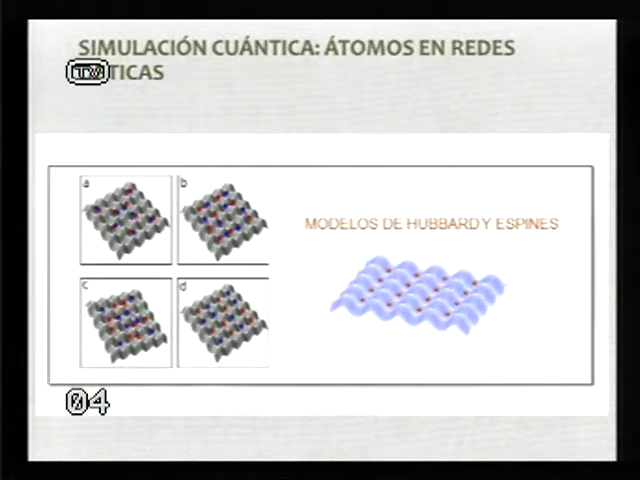 SIMULACIÓN CUÁNTICA: ÁTOMOS EN REDES
TICAS
a
b
MODELOS DE HUBBARD Y ESPINES
c
d
04